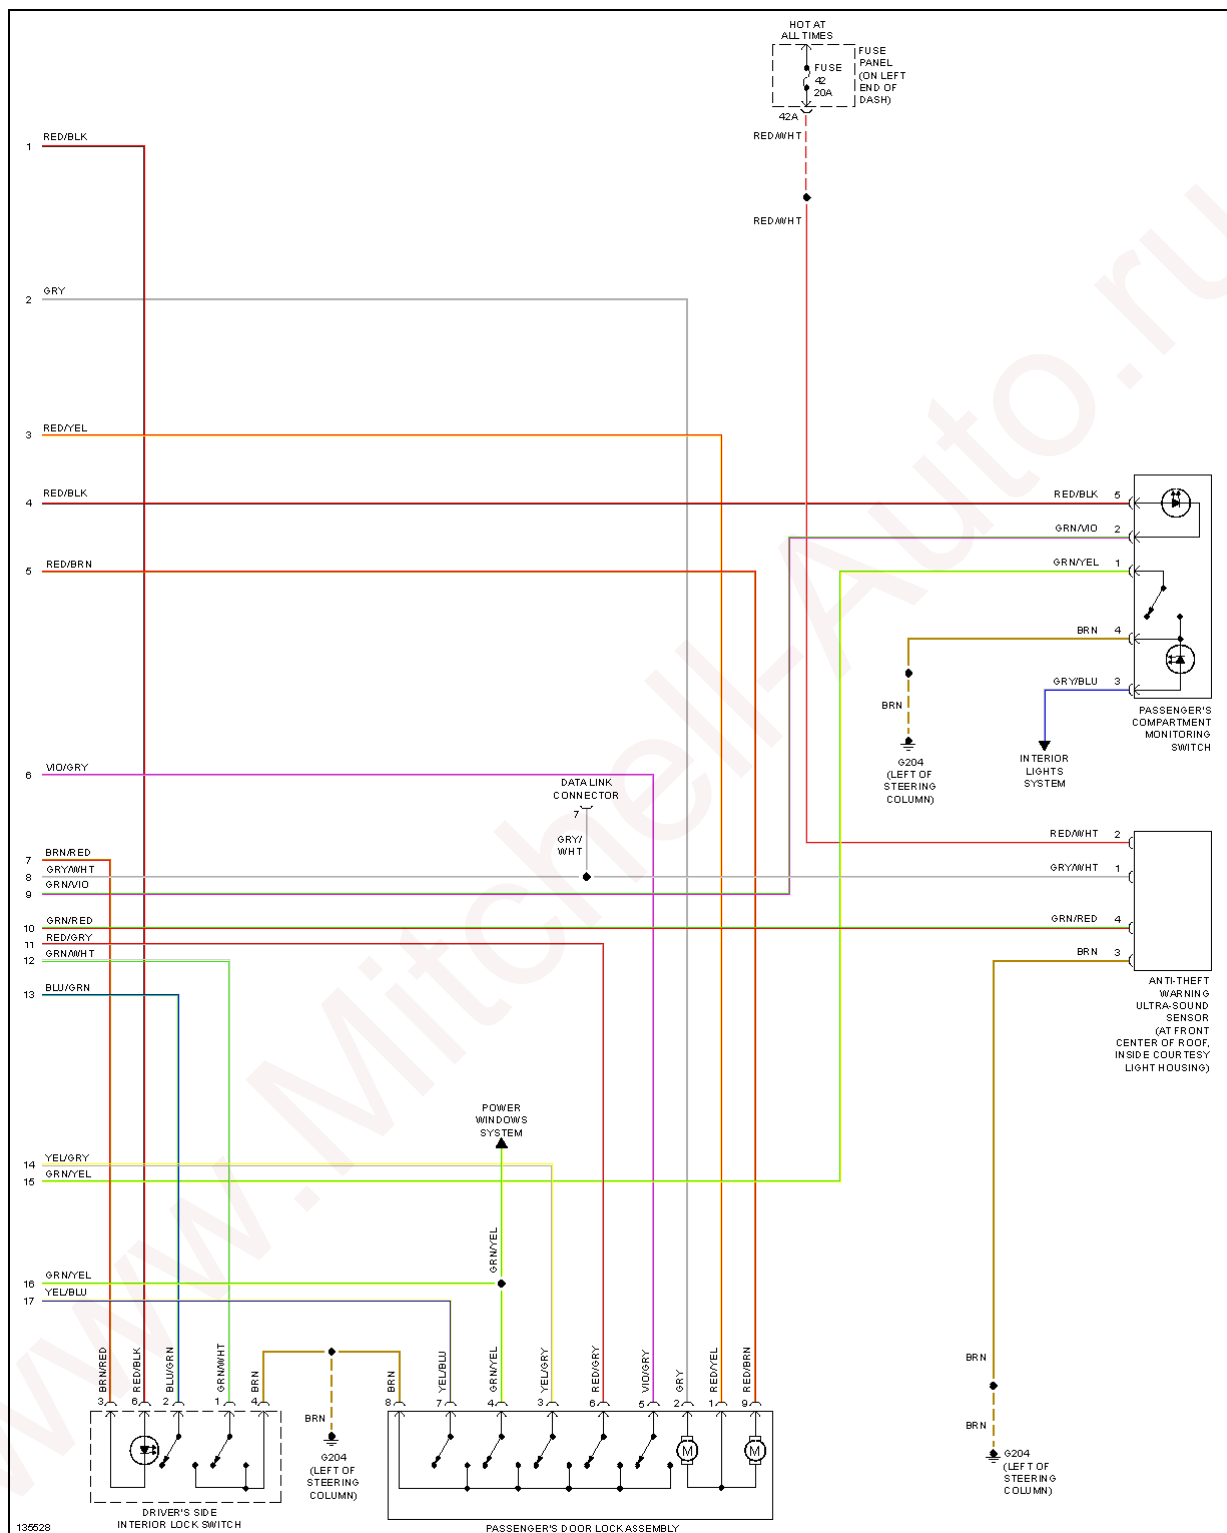 HOT AT
ALL TIMES
FUSE
42
20A
FUSE
PANEL
(ON LEFT
END OF
DASH)
42A
RED/WHT
RED/WHT
1 RED/BLK
2 GRY
3 RED/YEL
4 RED/BLK
RED/BLK 5
GRN/VIO 2
5 RED/BRN
GRN/YEL 1
BRN 4
GRY/BLU 3
BRN
G204
(LEFT OF
STEERING
COLUMN)
INTERIOR
LIGHTS
SYSTEM
PASSENGER'S
COMPARTMENT
MONITORING
SWITCH
6 VIO/GRY
DATA LINK
CONNECTOR
7
GRY/
WHT
RED/WHT 2
7 BRN/RED
8 GRY/WHT
GRY/WHT 1
9 GRN/VIO
10 GRN/RED
GRN/RED 4
11 RED/GRY
12 GRN/WHT
BRN 3
13 BLU/GRN
ANTI-THEFT
WARNING
ULTRA-SOUND
SENSOR
(AT FRONT
CENTER OF ROOF,
INSIDE COURTESY
LIGHT HOUSING)
POWER
WINDOWS
SYSTEM
14 YEL/GRY
15 GRN/YEL
GRN/YEL
16 GRN/YEL
17 YEL/BLU
BRN/RED RED/BLK BLU/GRN GRN/WHT BRN
3 6 2 1 4
BRN
G204
(LEFT OF
STEERING
COLUMN)
BRN YEL/BLU GRN/YEL YEL/GRY RED/GRY VIO/GRY GRY RED/YEL RED/BRN
8 7 4 3 6 5 2 1 9
M M
BRN
BRN
G204
(LEFT OF
STEERING
COLUMN)
DRIVER'S SIDE
INTERIOR LOCK SWITCH
PASSENGER'S DOOR LOCK ASSEMBLY
135528
www.Mitchell-Auto.ru